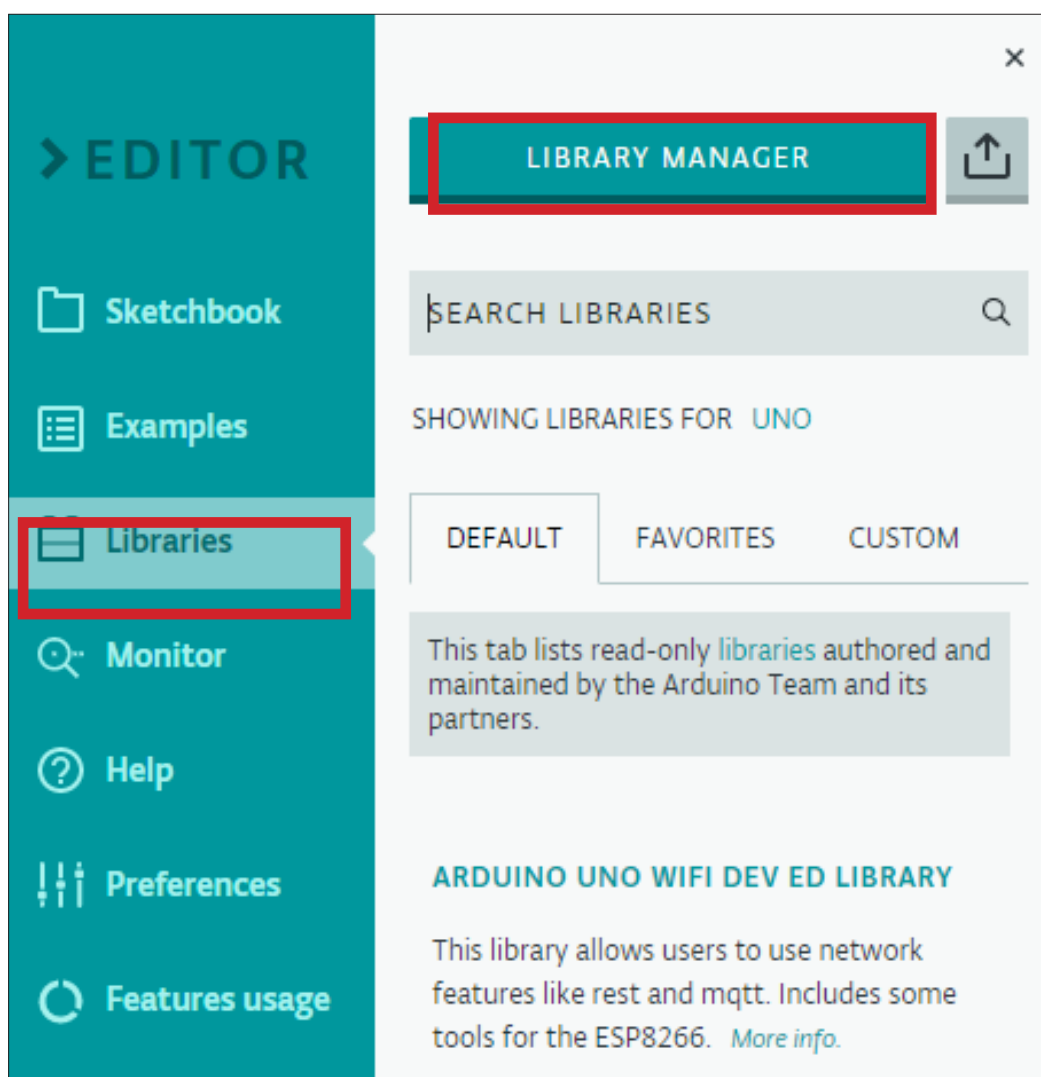 EDITOR
Sketchbook
Examples
Libraries
Monitor
Help
Preferences
Features usage
LIBRARY MANAGER
SEARCH LIBRARIES
SHOWING LIBRARIES FOR UNO
DEFAULT FAVORITES CUSTOM
This tab lists read-only libraries authored and
maintained by the Arduino Team and its
partners.
ARDUINO UNO WIFI DEV ED LIBRARY
This library allows users to use network
features like rest and mqtt. Includes some
tools for the ESP8266. More info.